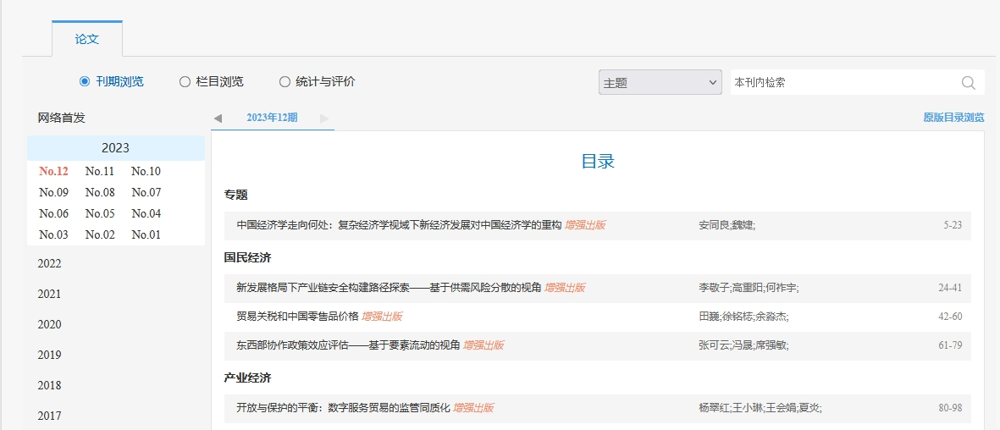 论文
刊期浏览 栏目浏览 统计与评价 主题 本刊内检索
网络首发 2023年12期 原版目录浏览
2023
No.12 No.11 No.10
No.09 No.08 No.07
No.06 No.05 No.04
No.03 No.02 No.01
2022
2021
2020
2019
2018
2017
目录
专题
中国经济学走向何处：复杂经济学视域下新经济发展对中国经济学的重构 增强出版 安同良;魏婕; 5-23
国民经济
新发展格局下产业链安全构建路径探索——基于供需风险分散的视角 增强出版 李敬子;高重阳;何祚宇; 24-41
贸易关税和中国零售品价格 增强出版 田巍;徐铭梽;余淼杰; 42-60
东西部协作政策效应评估——基于要素流动的视角 增强出版 张可云;冯晟;席强敏; 61-79
产业经济
开放与保护的平衡：数字服务贸易的监管同质化 增强出版 杨翠红;王小琳;王会娟;夏炎; 80-98